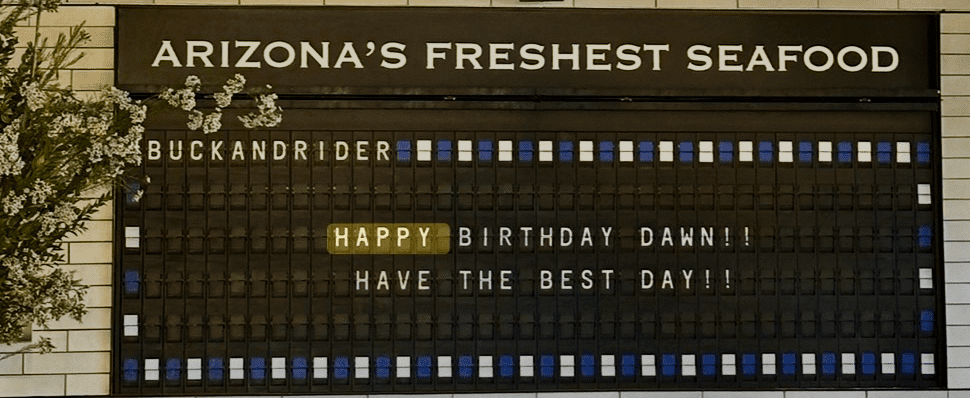 ARIZONA'S FRESHEST SEAFOOD
BUCKANDRIDER
HAPPY BIRTHDAY DAWN!!
HAVE THE BEST DAY!!